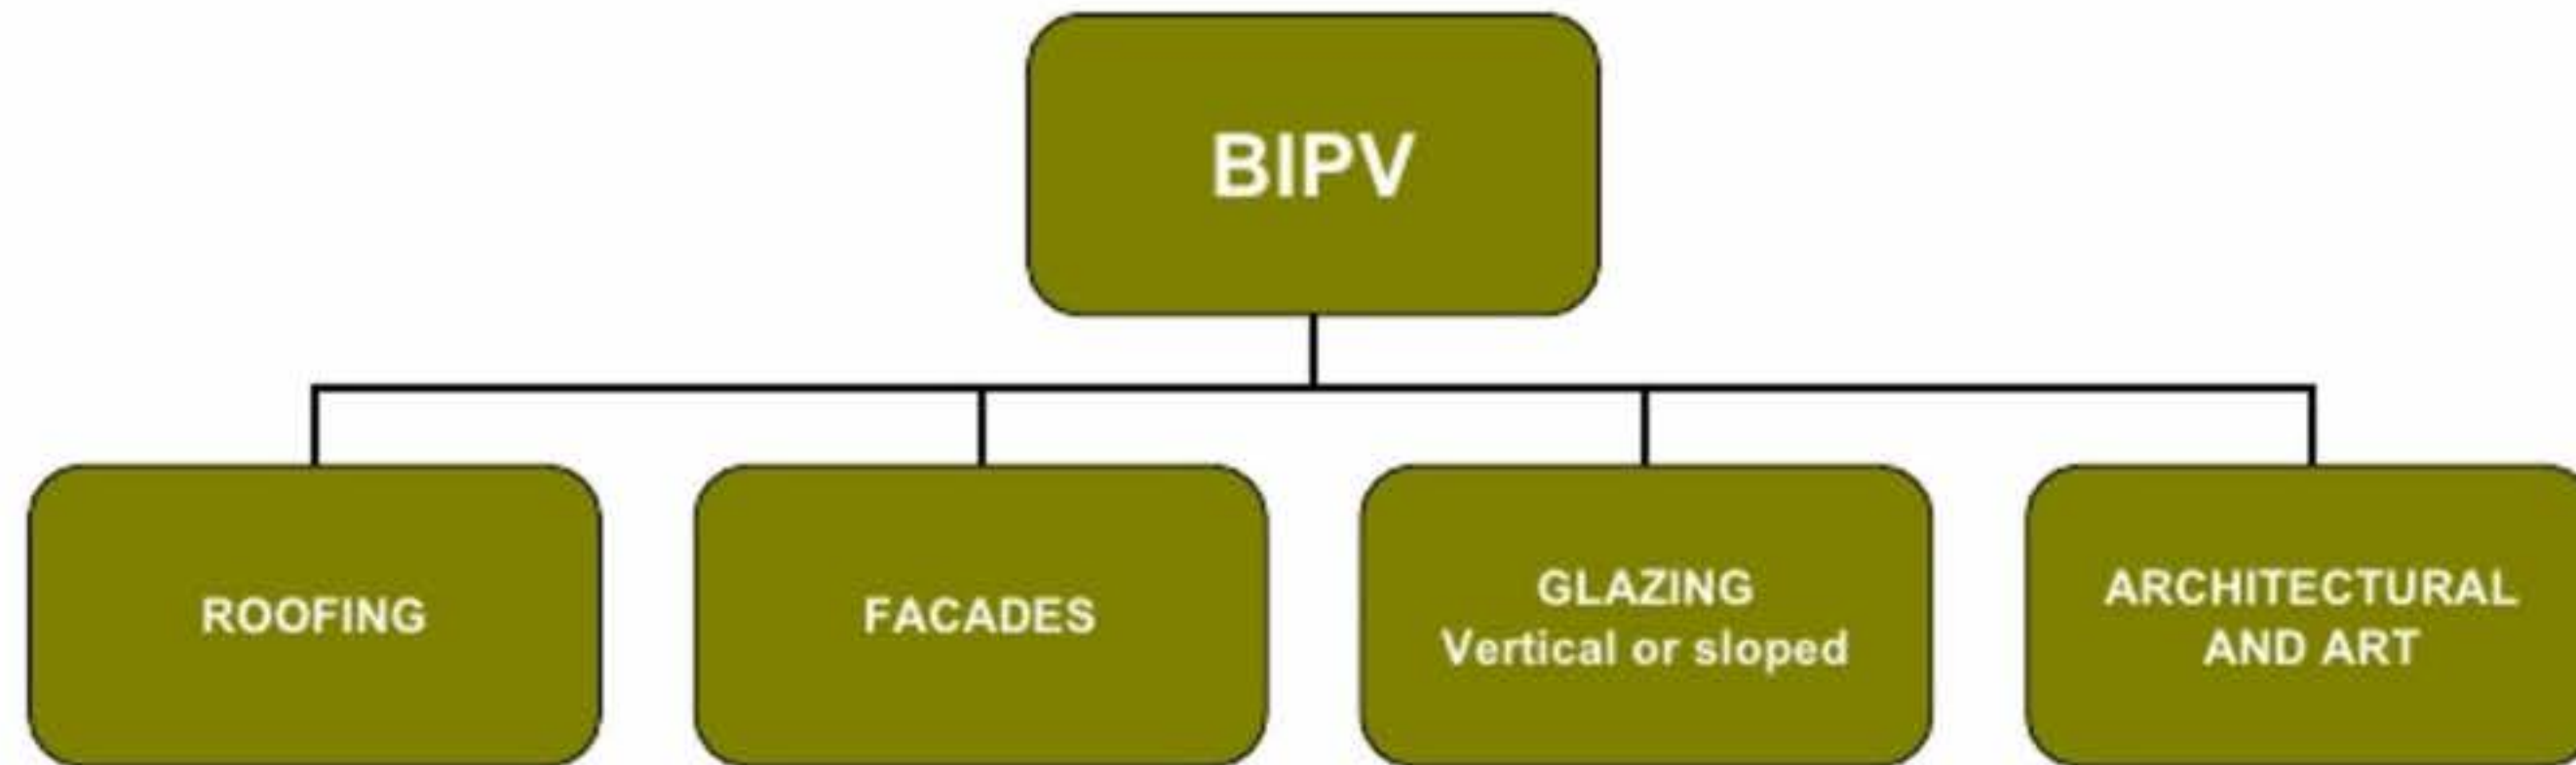 BIPV
ROOFING
FACADES
GLAZING
Vertical or sloped
ARCHITECTURAL
AND ART